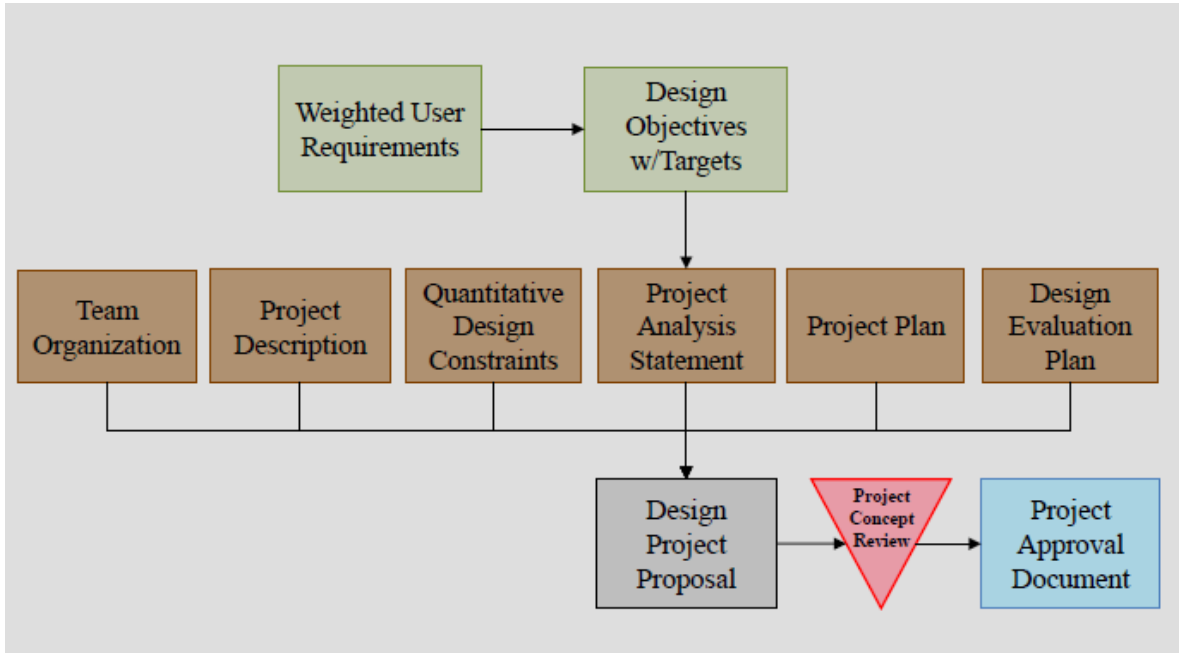 Weighted User
Requirements
Design
Objectives
w/Targets
Team
Organization
Project
Description
Quantitative
Design
Constraints
Project
Analysis
Statement
Project Plan
Design
Evaluation
Plan
Design
Project
Proposal
Project
Concept
Review
Project
Approval
Document